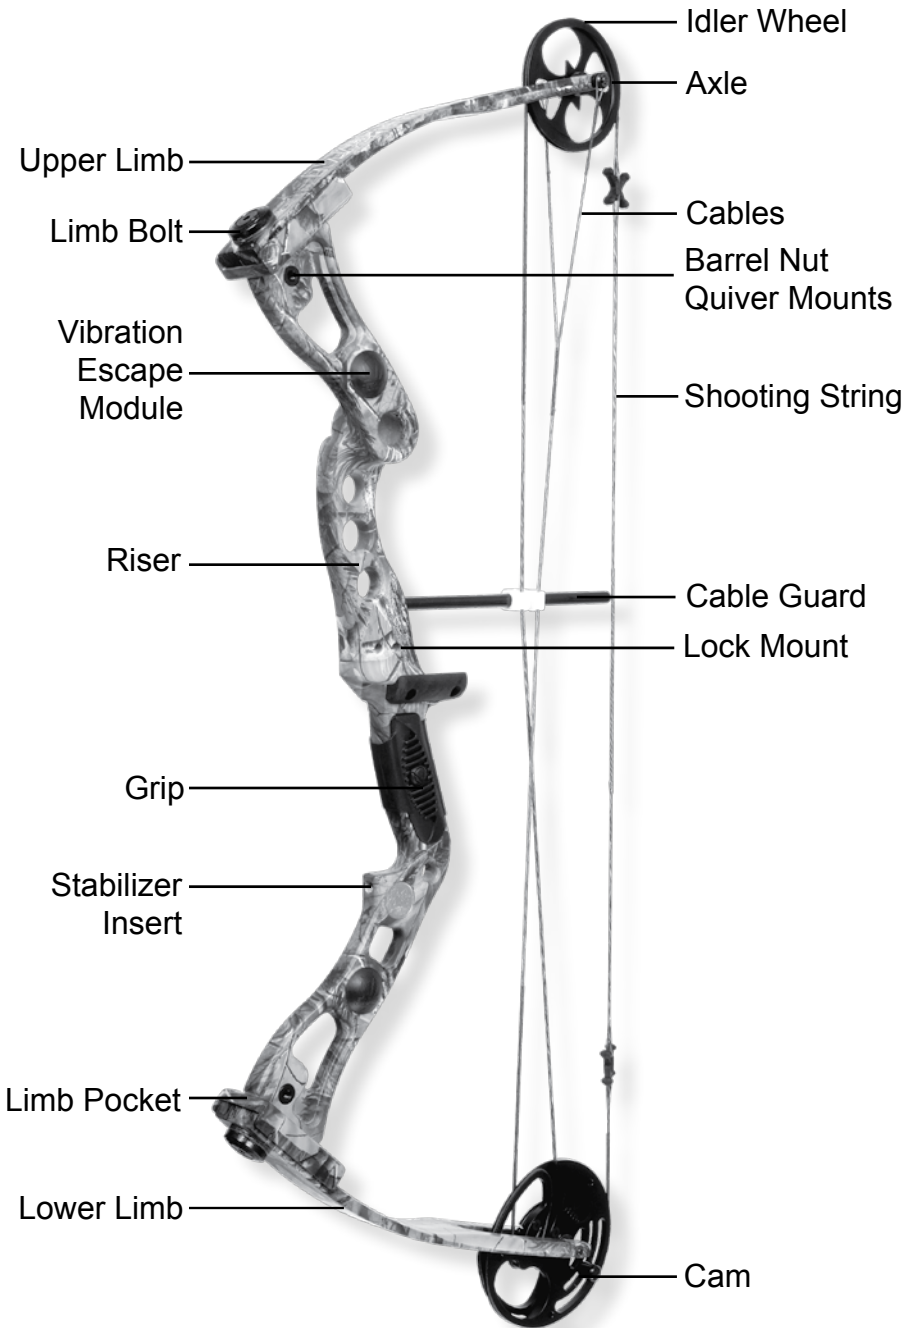 Idler Wheel
Axle
Upper Limb
Limb Bolt
Cables
Barrel Nut
Quiver Mounts
Vibration
Escape
Module
Shooting String
Riser
Cable Guard
Lock Mount
Grip
Stabilizer
Insert
Limb Pocket
Lower Limb
Cam